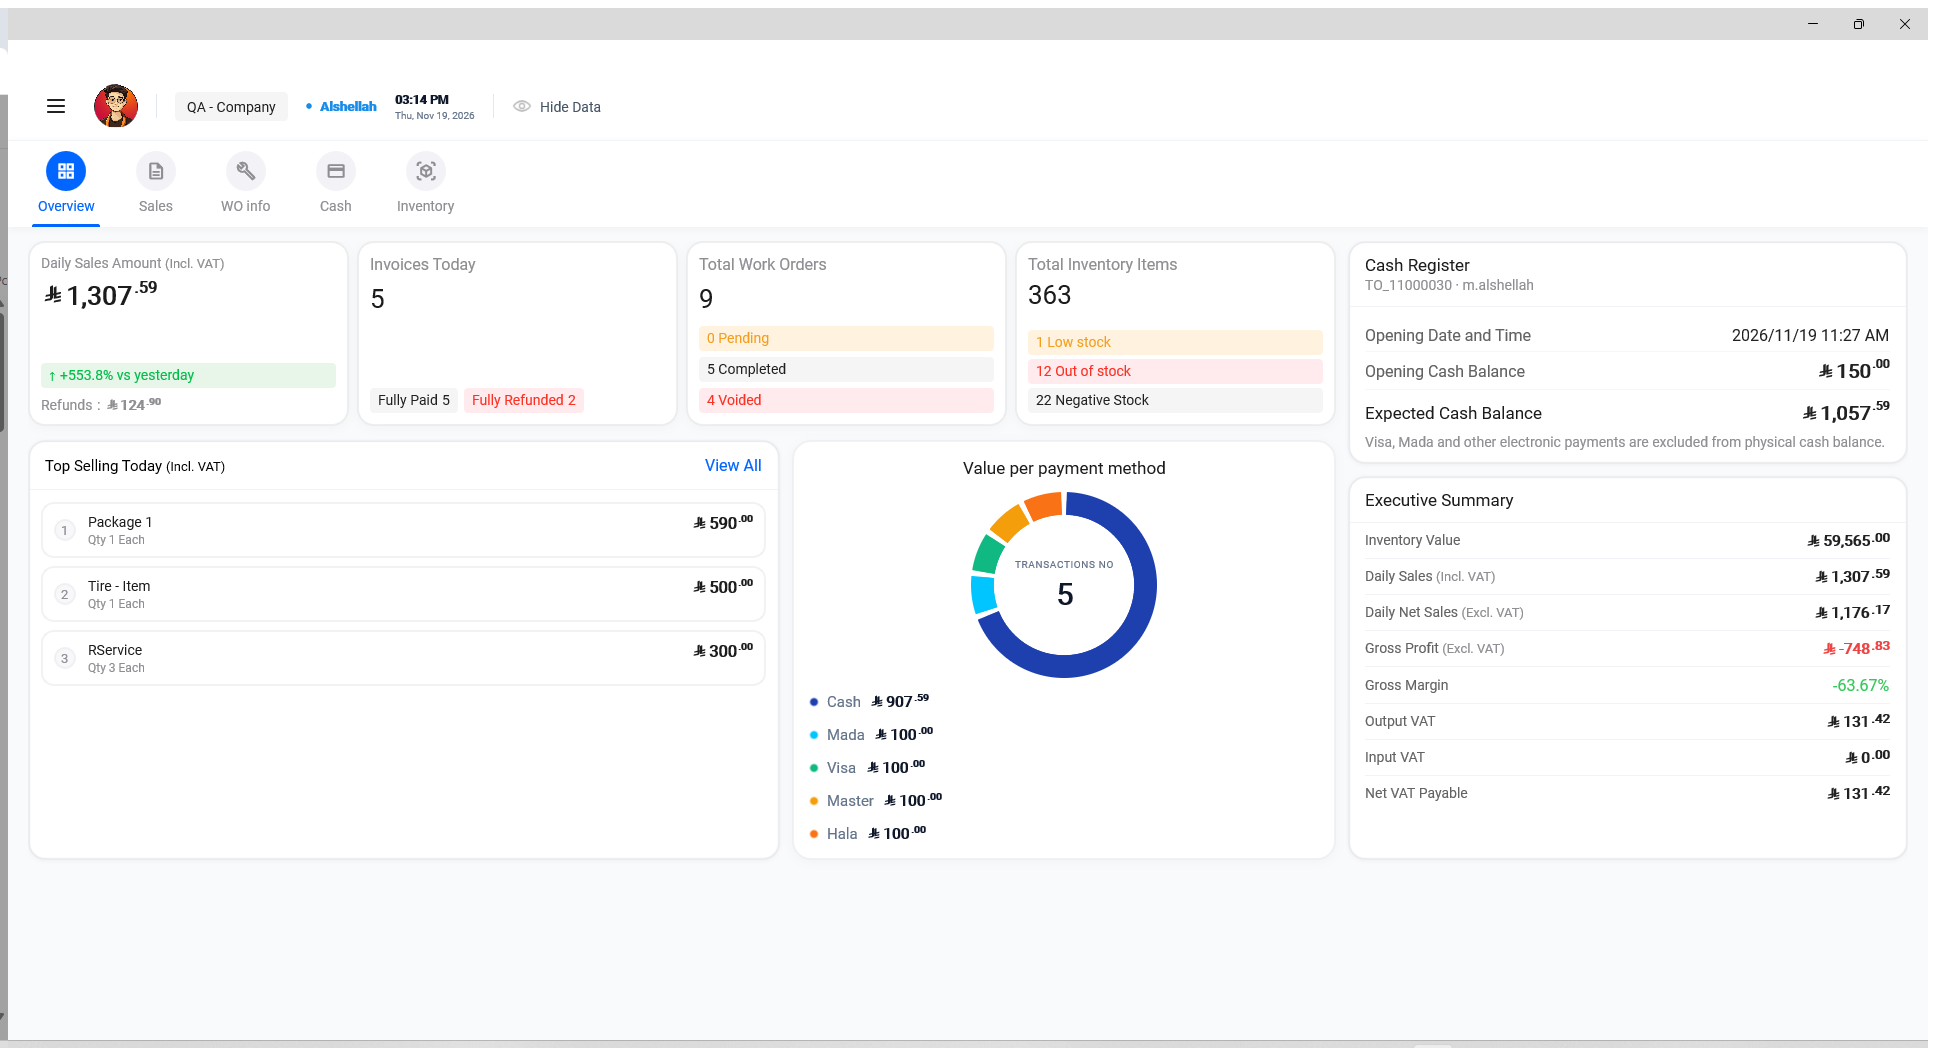 QA - Company
Alshellah
03:14 PM
Thu, Nov 19, 2026
Hide Data
Overview
Sales
WO info
Cash
Inventory
Daily Sales Amount (Incl. VAT)
⃁ 1,307.59
↑ +553.8% vs yesterday
Refunds : ⃁ 124.90
Invoices Today
5
Fully Paid 5
Fully Refunded 2
Total Work Orders
9
0 Pending
5 Completed
4 Voided
Total Inventory Items
363
1 Low stock
12 Out of stock
22 Negative Stock
Cash Register
TO_11000030 · m.alshellah
Opening Date and Time 2026/11/19 11:27 AM
Opening Cash Balance ⃁ 150.00
Expected Cash Balance ⃁ 1,057.59
Visa, Mada and other electronic payments are excluded from physical cash balance.
Top Selling Today (Incl. VAT)
View All
1
Package 1
Qty 1 Each
⃁ 590.00
2
Tire - Item
Qty 1 Each
⃁ 500.00
3
RService
Qty 3 Each
⃁ 300.00
Value per payment method
TRANSACTIONS NO
5
Cash ⃁ 907.59
Mada ⃁ 100.00
Visa ⃁ 100.00
Master ⃁ 100.00
Hala ⃁ 100.00
Executive Summary
Inventory Value ⃁ 59,565.00
Daily Sales (Incl. VAT) ⃁ 1,307.59
Daily Net Sales (Excl. VAT) ⃁ 1,176.17
Gross Profit (Excl. VAT) ⃁ -748.83
Gross Margin -63.67%
Output VAT ⃁ 131.42
Input VAT ⃁ 0.00
Net VAT Payable ⃁ 131.42